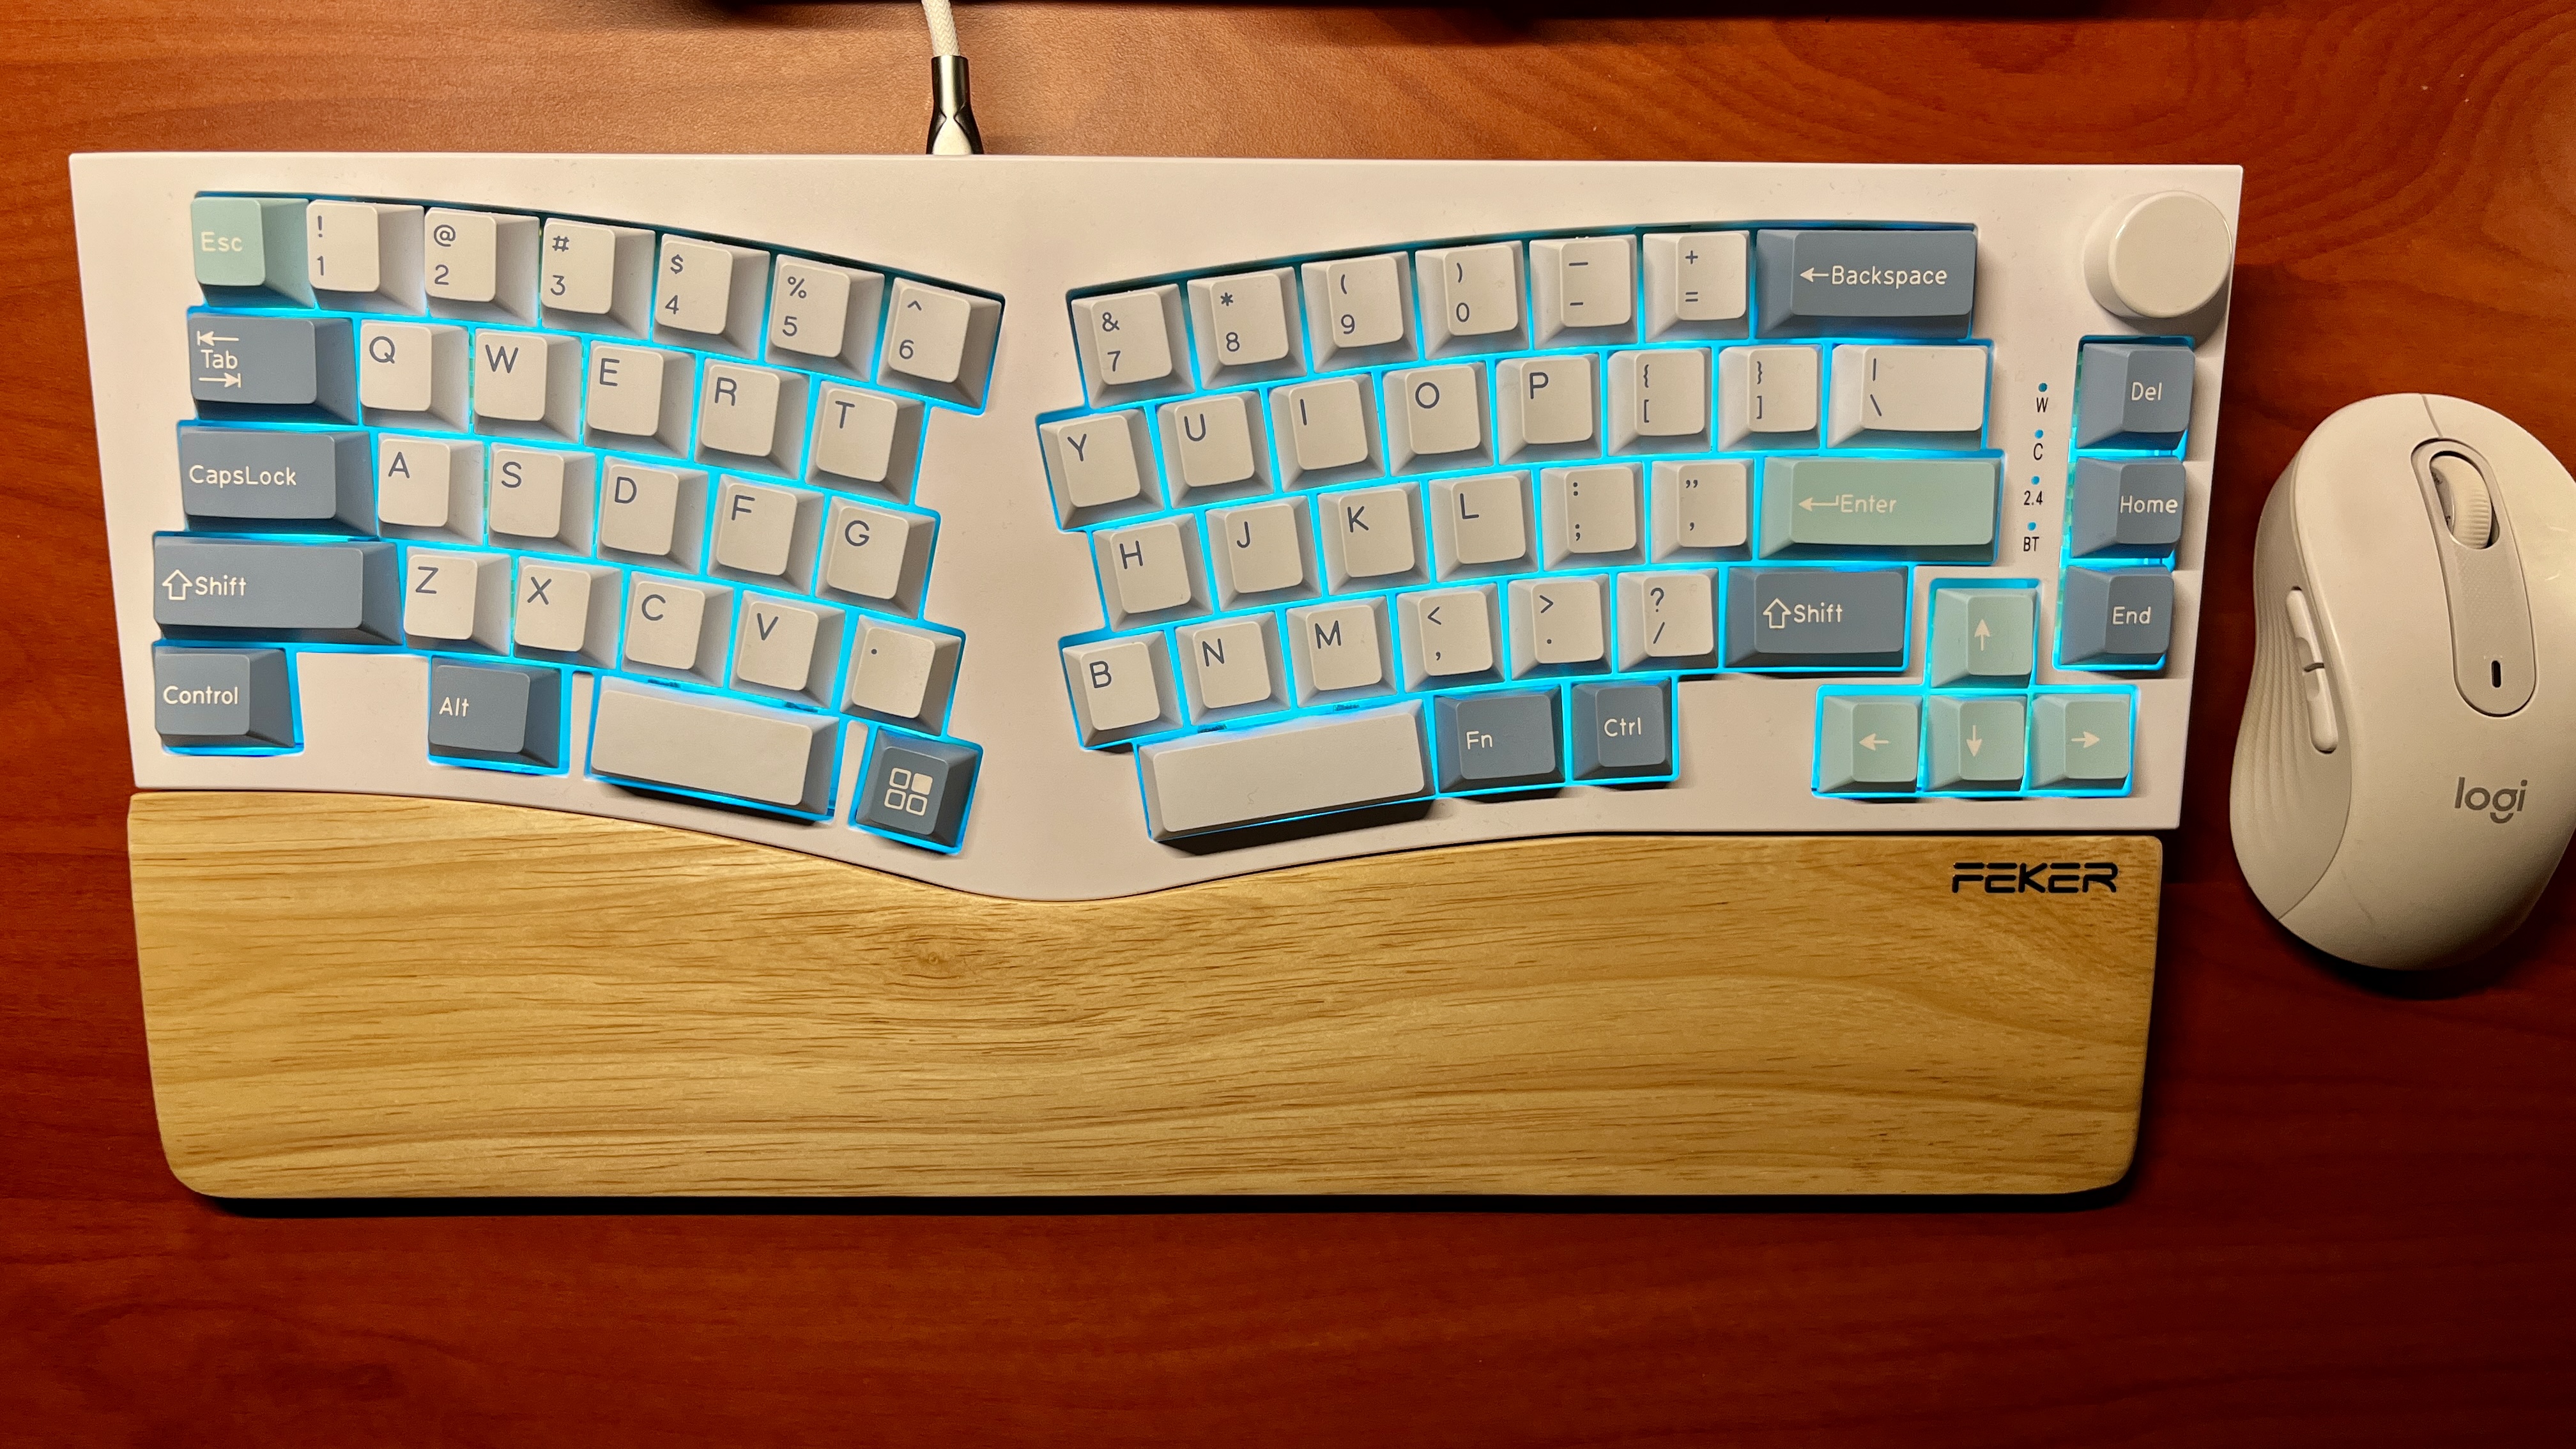 Esc
!
1
@
2
#
3
$
4
%
5
^
6
&
7
*
8
(
9
)
0
—
-
+
=
←Backspace
Tab
Q
W
E
R
T
Y
U
I
O
P
{
[
}
]
|
\
Del
CapsLock
A
S
D
F
G
H
J
K
L
:
;
”
,
←Enter
W
C
2.4
BT
Home
⇧Shift
Z
X
C
V
.
B
N
M
<
,
>
.
?
/
⇧Shift
↑
End
Control
Alt
Fn
Ctrl
←
↓
→
FEKER
logi